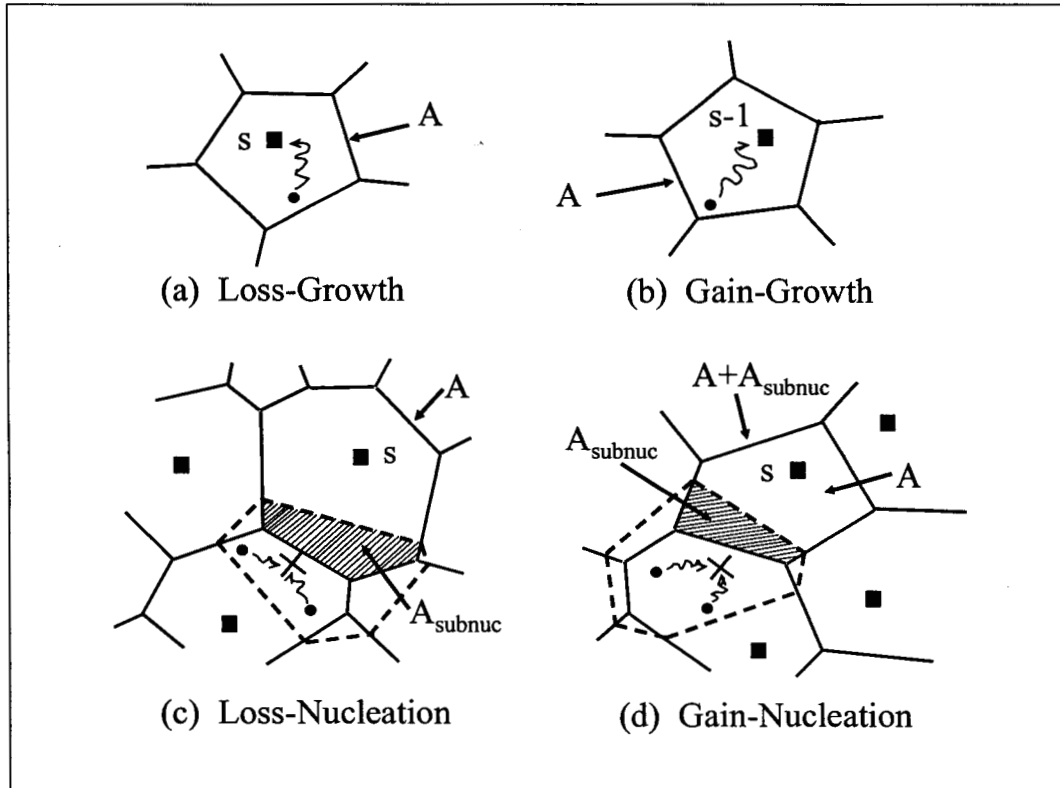 s
A
(a) Loss-Growth
s-1
A
(b) Gain-Growth
A
s
A_subnuc
(c) Loss-Nucleation
A+A_subnuc
A_subnuc
s
A
(d) Gain-Nucleation